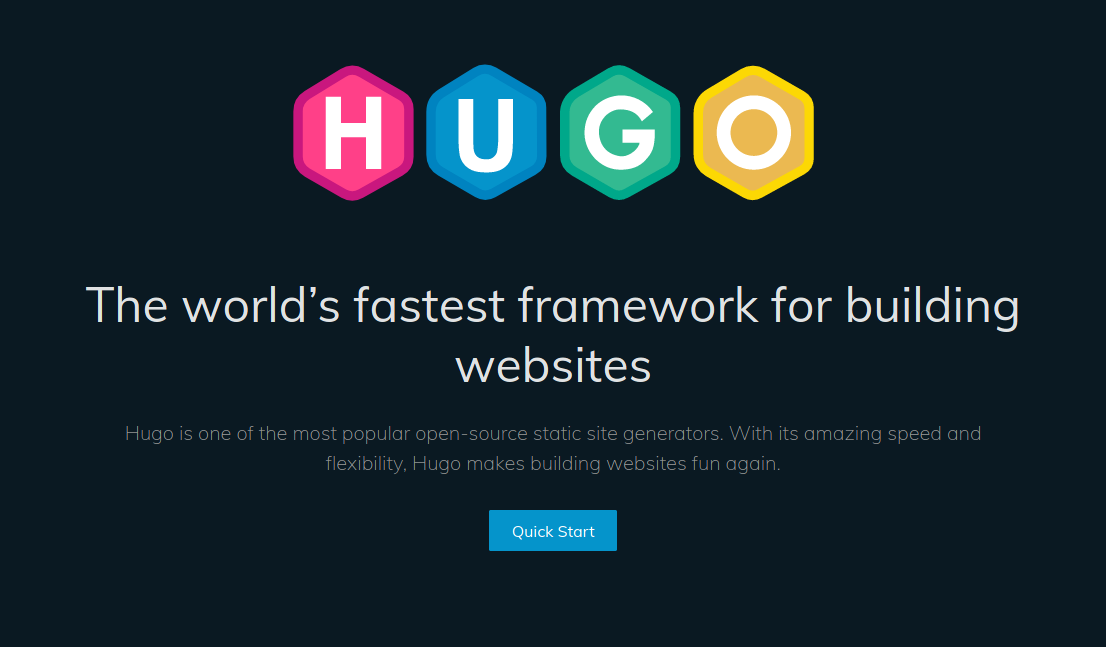 HUGO
The world’s fastest framework for building
websites
Hugo is one of the most popular open-source static site generators. With its amazing speed and
flexibility, Hugo makes building websites fun again.
Quick Start